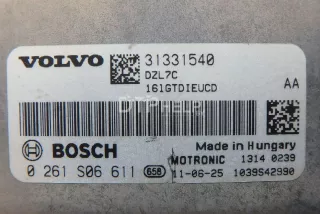 VOLVO 31331540
DZL7C
161GTDIEUCD AA
DTPHELP
Made in Hungary
BOSCH MOTRONIC 1314 0239
0 261 S06 611 658 11-06-25 1039S42990